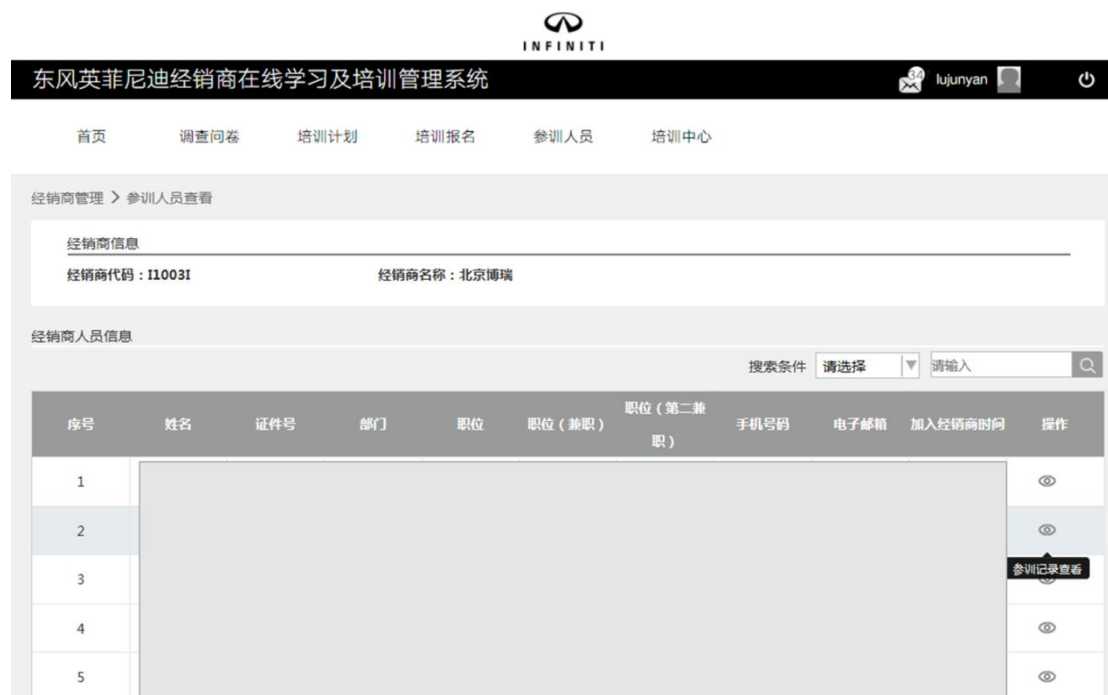 INFINITI
东风英菲尼迪经销商在线学习及培训管理系统 34 lujunyan
首页 调查问卷 培训计划 培训报名 参训人员 培训中心
经销商管理 > 参训人员查看
经销商信息
经销商代码：I1003I 经销商名称：北京博瑞
经销商人员信息
搜索条件 请选择 请输入
序号 姓名 证件号 部门 职位 职位（兼职） 职位（第二兼职） 手机号码 电子邮箱 加入经销商时间 操作
1
2
参训记录查看
3
4
5